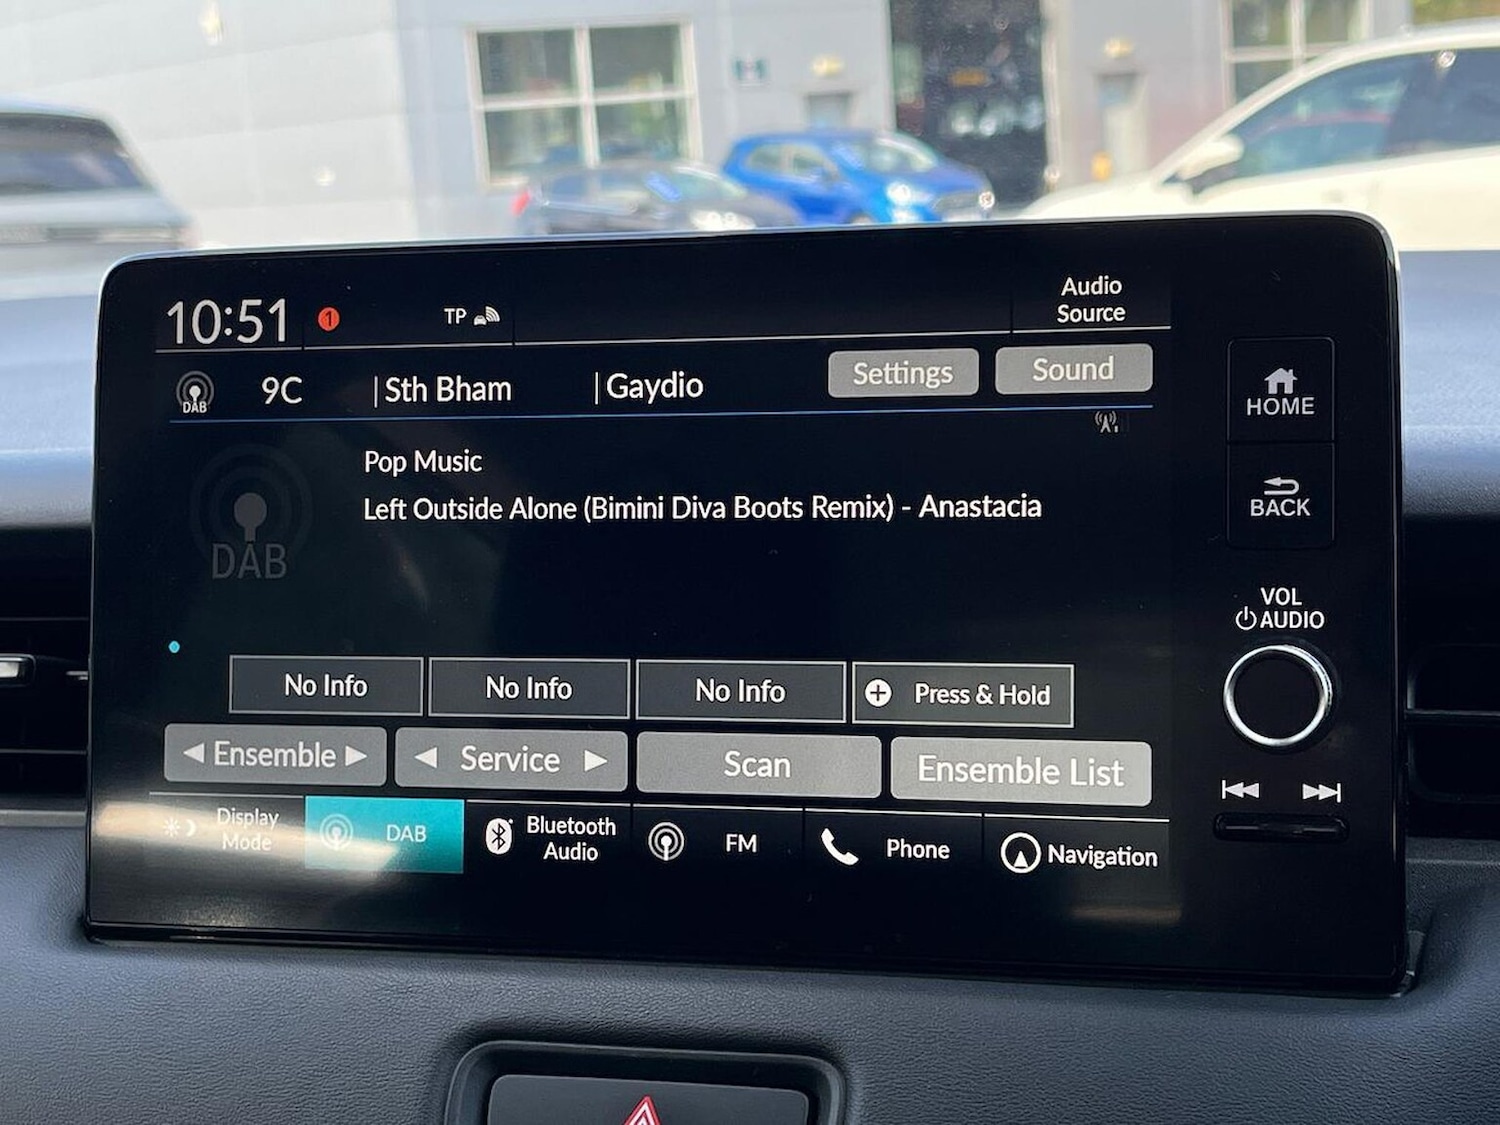 10:51
1
TP
Audio
Source
DAB
9C
Sth Bham
Gaydio
Settings
Sound
HOME
Pop Music
Left Outside Alone (Bimini Diva Boots Remix) - Anastacia
DAB
BACK
VOL
AUDIO
No Info
No Info
No Info
Press & Hold
Ensemble
Service
Scan
Ensemble List
Display
Mode
DAB
Bluetooth
Audio
FM
Phone
Navigation